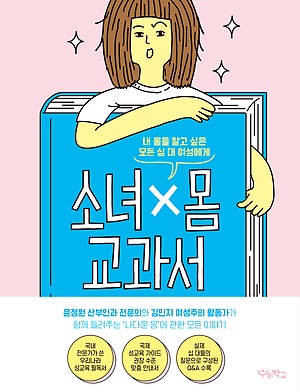 내 몸을 알고 싶은
모든 십 대 여성에게
소녀×몸
교과서
윤정원 산부인과 전문의와 김민지 여성주의 활동가가
함께 들려주는 '나다운 몸'에 관한 모든 이야기
국내
전문가가 쓴
우리나라
성교육 필독서
국제
성교육 가이드
권장 수준
맞춤 안내서
실제
십 대들의
질문으로 구성된
Q&A 수록
우리학교